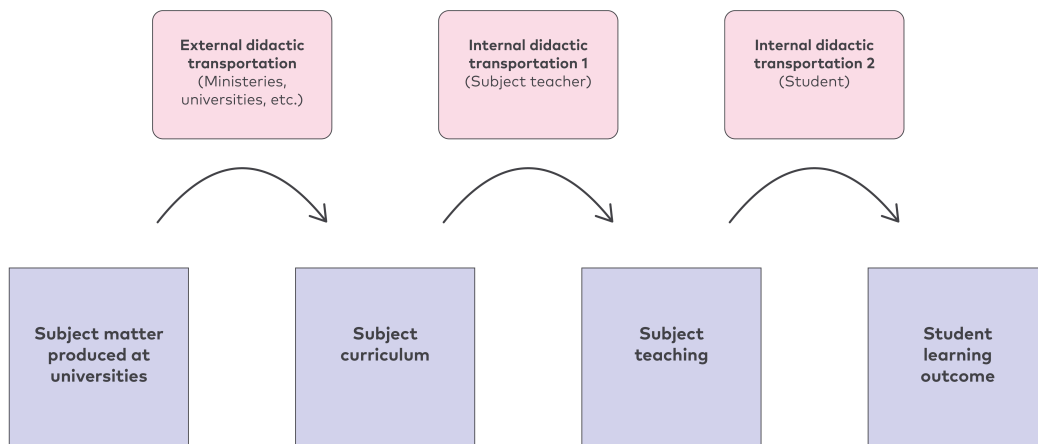 External didactic
transportation
(Ministeries,
universities, etc.)
Internal didactic
transportation 1
(Subject teacher)
Internal didactic
transportation 2
(Student)
Subject matter
produced at
universities
Subject
curriculum
Subject
teaching
Student
learning
outcome